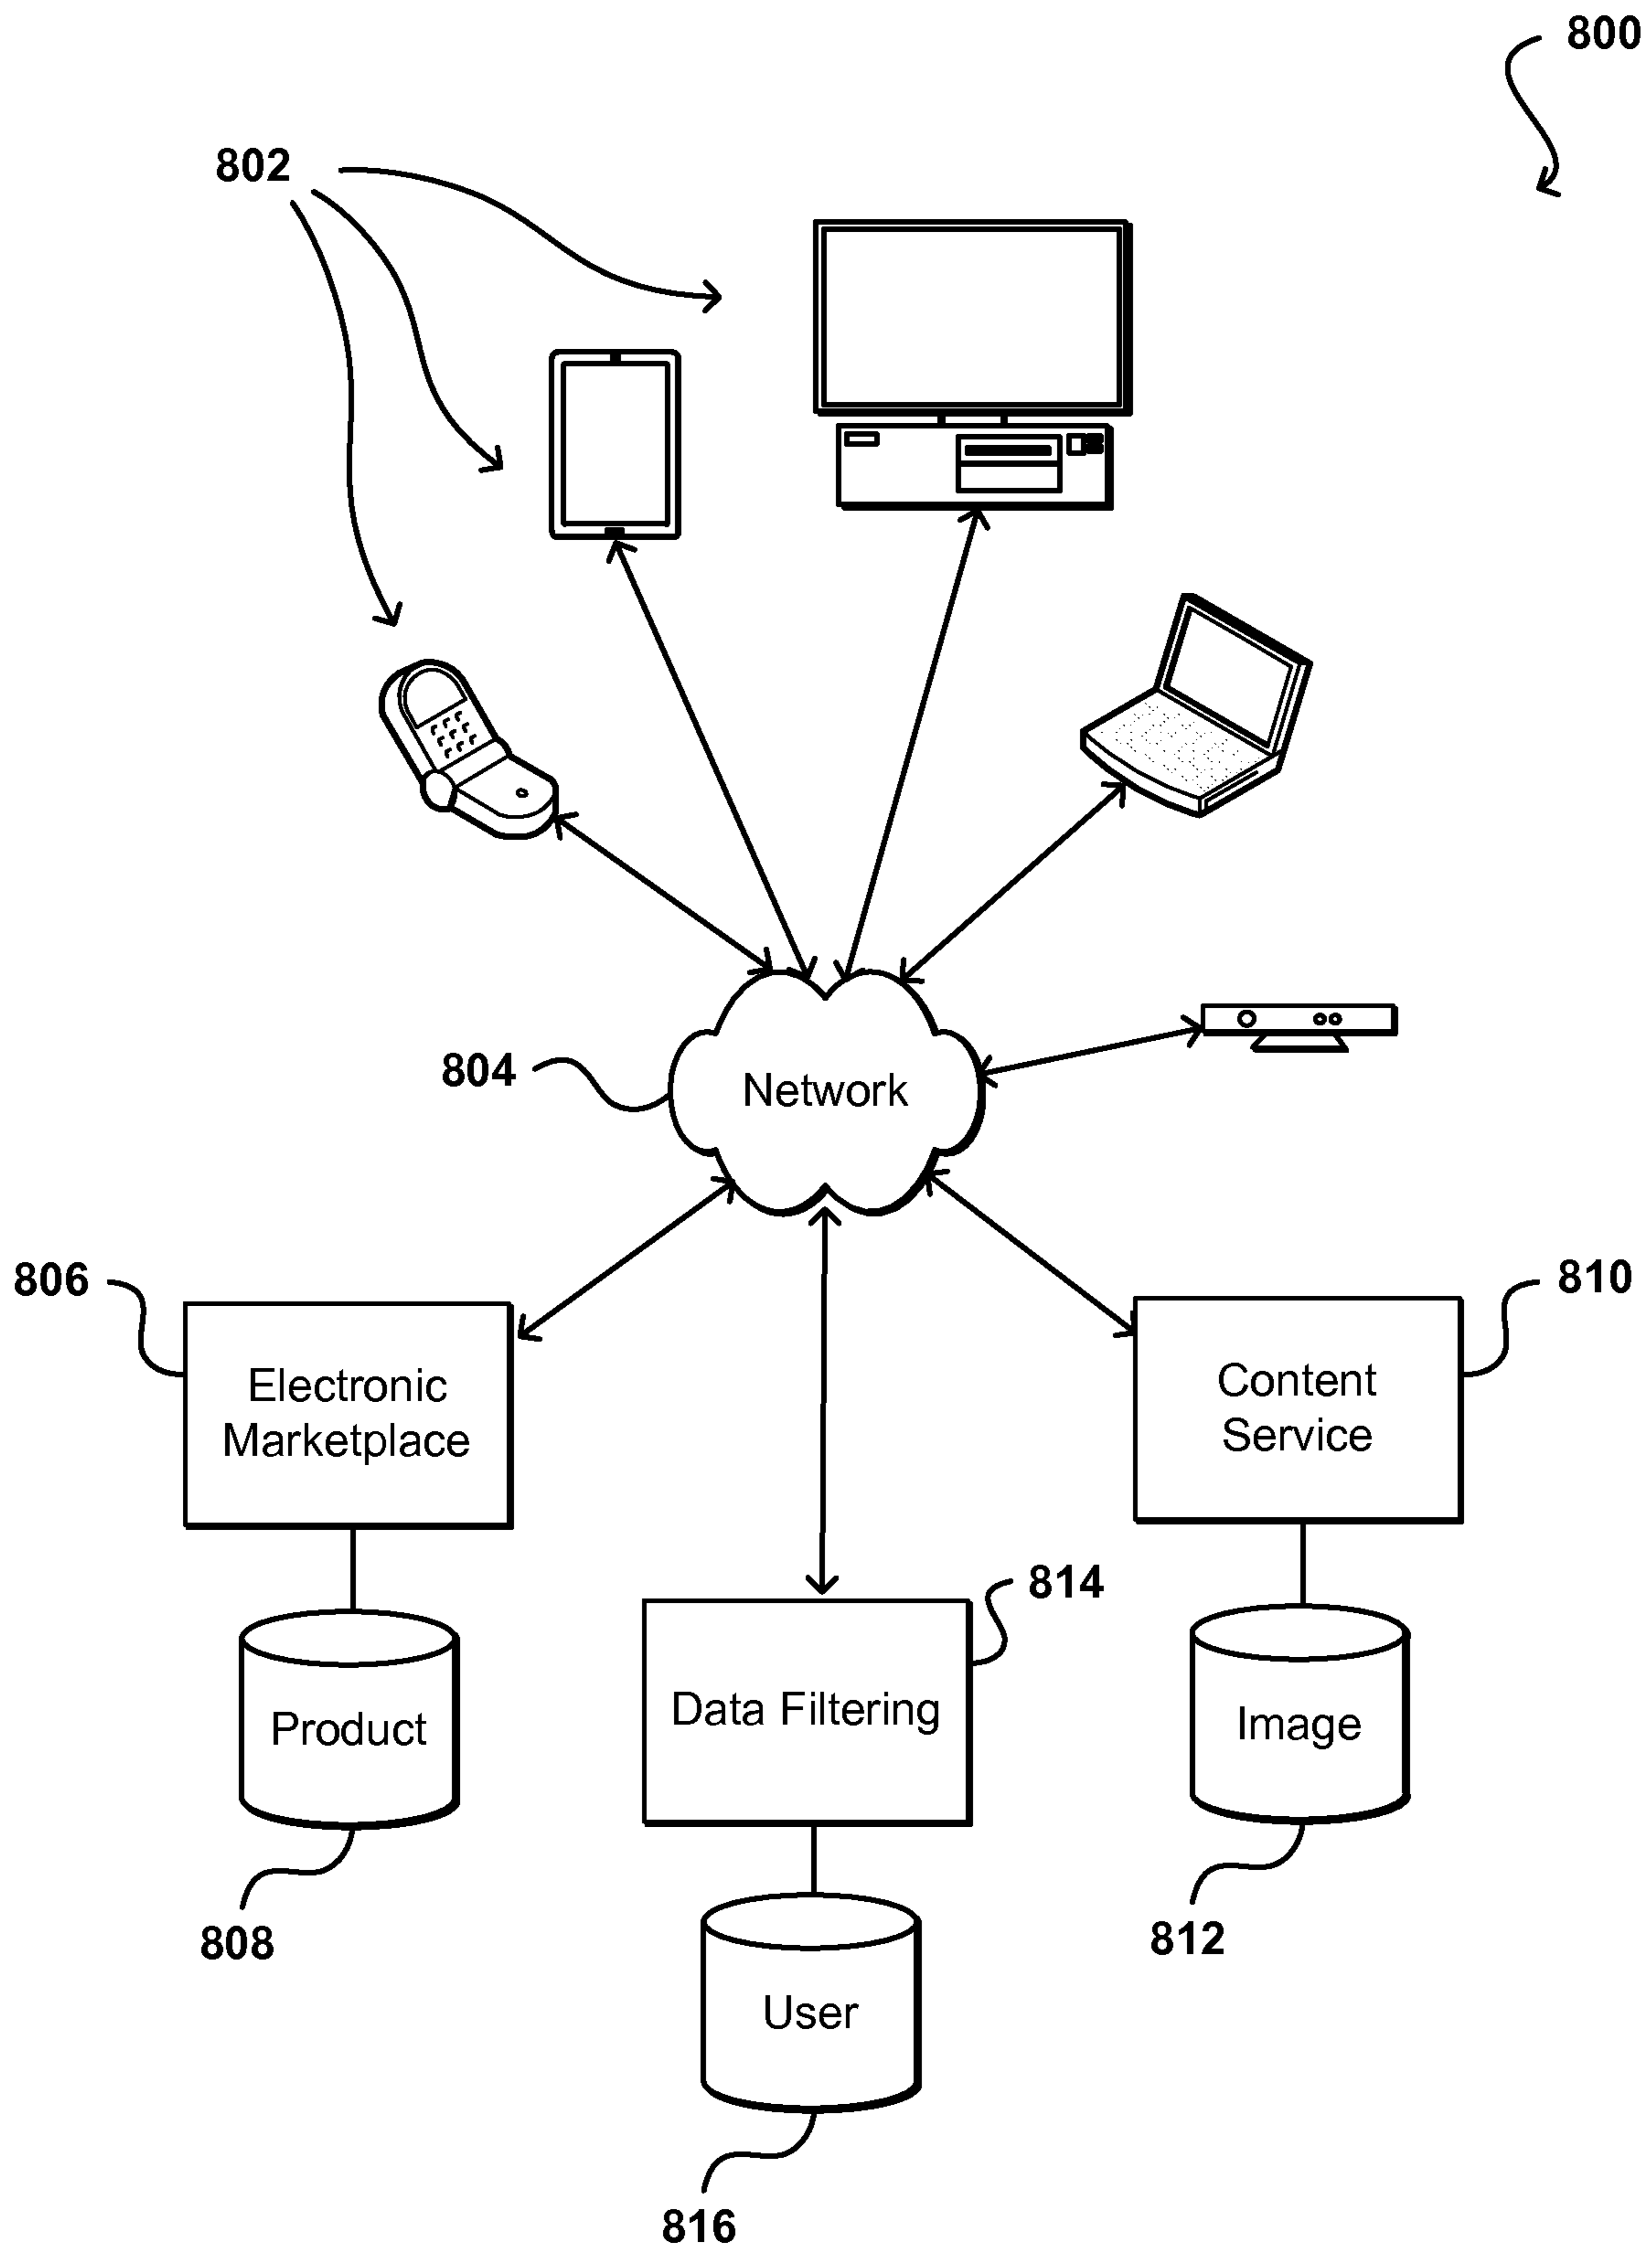 800
802
804
Network
806
810
Electronic
Marketplace
Content
Service
814
Product
Data Filtering
Image
808
812
User
816